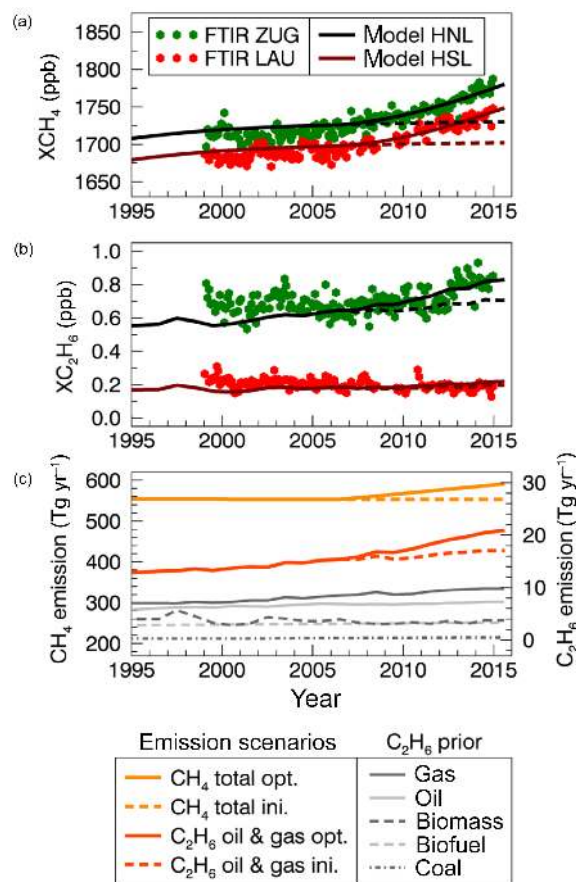 (a)
XCH₄ (ppb)
1850
1800
1750
1700
1650
FTIR ZUG
FTIR LAU
Model HNL
Model HSL
1995 2000 2005 2010 2015
(b)
XC₂H₆ (ppb)
1.0
0.8
0.6
0.4
0.2
0.0
1995 2000 2005 2010 2015
(c)
CH₄ emission (Tg yr⁻¹)
600
500
400
300
200
30
20
10
0
C₂H₆ emission (Tg yr⁻¹)
1995 2000 2005 2010 2015
Year
Emission scenarios
CH₄ total opt.
CH₄ total ini.
C₂H₆ oil & gas opt.
C₂H₆ oil & gas ini.
C₂H₆ prior
Gas
Oil
Biomass
Biofuel
Coal